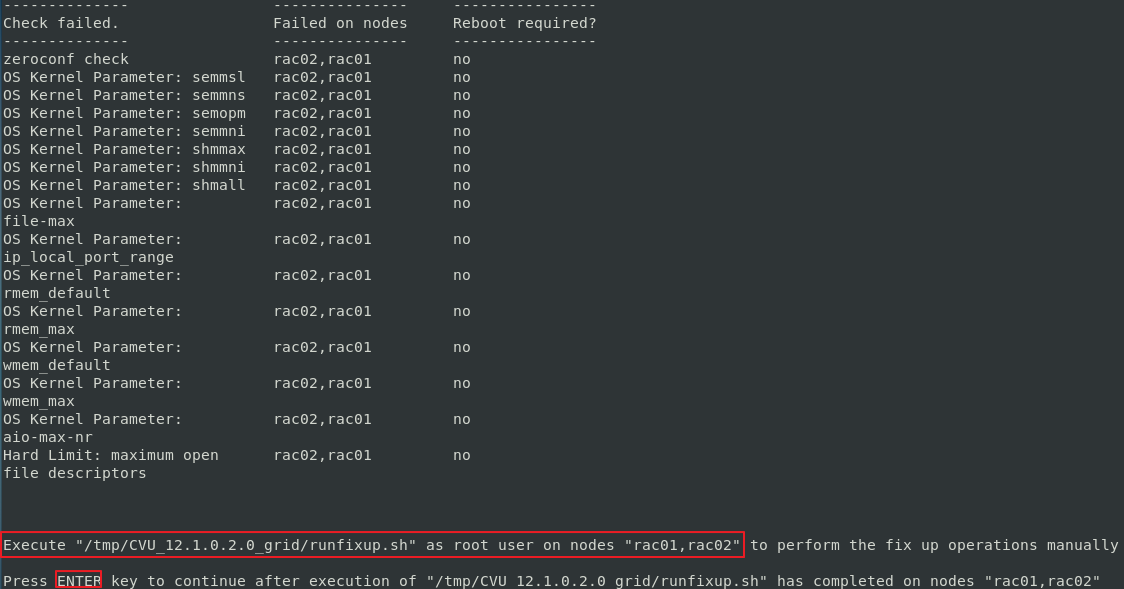 --------------                ---------------     ----------------
Check failed.                 Failed on nodes     Reboot required?
--------------                ---------------     ----------------
zeroconf check                rac02,rac01         no
OS Kernel Parameter: semmsl   rac02,rac01         no
OS Kernel Parameter: semmns   rac02,rac01         no
OS Kernel Parameter: semopm   rac02,rac01         no
OS Kernel Parameter: semmni   rac02,rac01         no
OS Kernel Parameter: shmmax   rac02,rac01         no
OS Kernel Parameter: shmmni   rac02,rac01         no
OS Kernel Parameter: shmall   rac02,rac01         no
OS Kernel Parameter:          rac02,rac01         no
file-max
OS Kernel Parameter:          rac02,rac01         no
ip_local_port_range
OS Kernel Parameter:          rac02,rac01         no
rmem_default
OS Kernel Parameter:          rac02,rac01         no
rmem_max
OS Kernel Parameter:          rac02,rac01         no
wmem_default
OS Kernel Parameter:          rac02,rac01         no
wmem_max
OS Kernel Parameter:          rac02,rac01         no
aio-max-nr
Hard Limit: maximum open      rac02,rac01         no
file descriptors
Execute "/tmp/CVU_12.1.0.2.0_grid/runfixup.sh" as root user on nodes "rac01,rac02" to perform the fix up operations manually
Press ENTER key to continue after execution of "/tmp/CVU_12.1.0.2.0_grid/runfixup.sh" has completed on nodes "rac01,rac02"